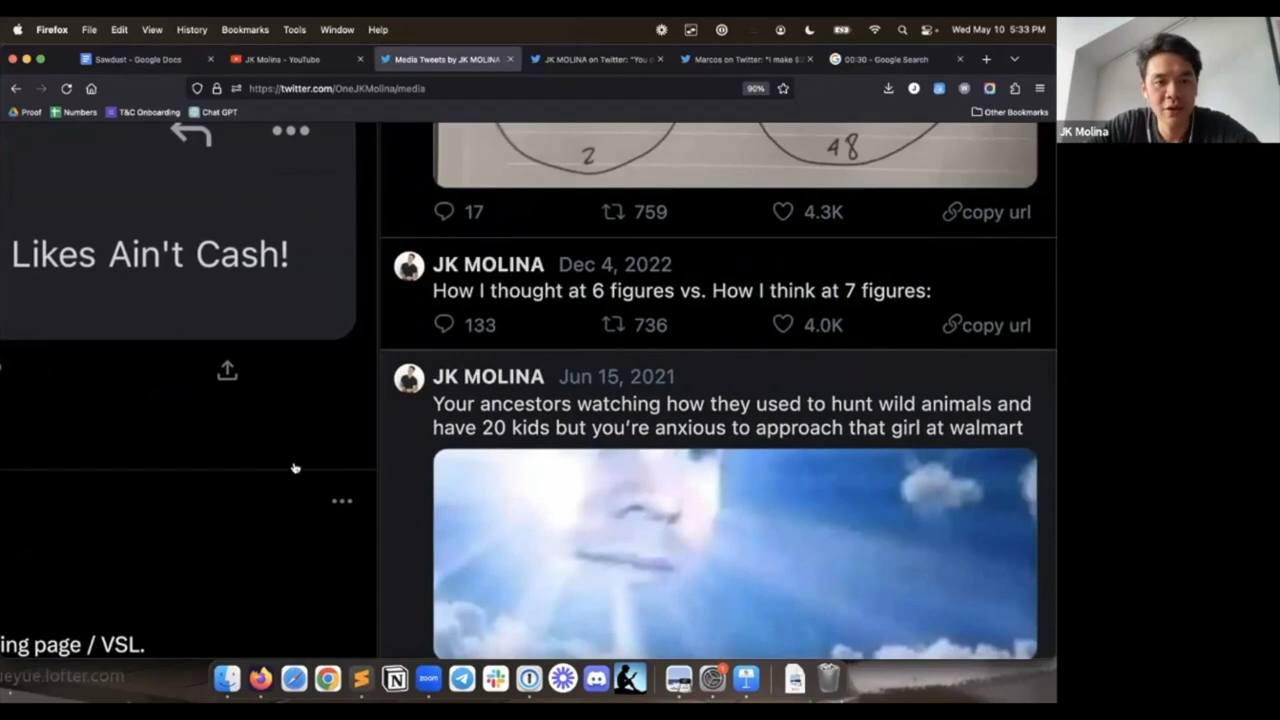 Firefox File Edit View History Bookmarks Tools Window Help Wed May 10 5:33 PM
Sawdust - Google Docs JK Molina - YouTube Media Tweets by JK MOLINA JK MOLINA on Twitter: "You Marcos on Twitter: "I make 00:30 - Google Search
https://twitter.com/OneJKMolina/media 90%
Proof Numbers T&C Onboarding Chat GPT Other Bookmarks
JK Molina
2 48
17 759 4.3K copy url
Likes Ain't Cash!
JK MOLINA Dec 4, 2022
How I thought at 6 figures vs. How I think at 7 figures:
133 736 4.0K copy url
JK MOLINA Jun 15, 2021
Your ancestors watching how they used to hunt wild animals and
have 20 kids but you're anxious to approach that girl at walmart
ing page / VSL.
eyue.lofter.com
zoom